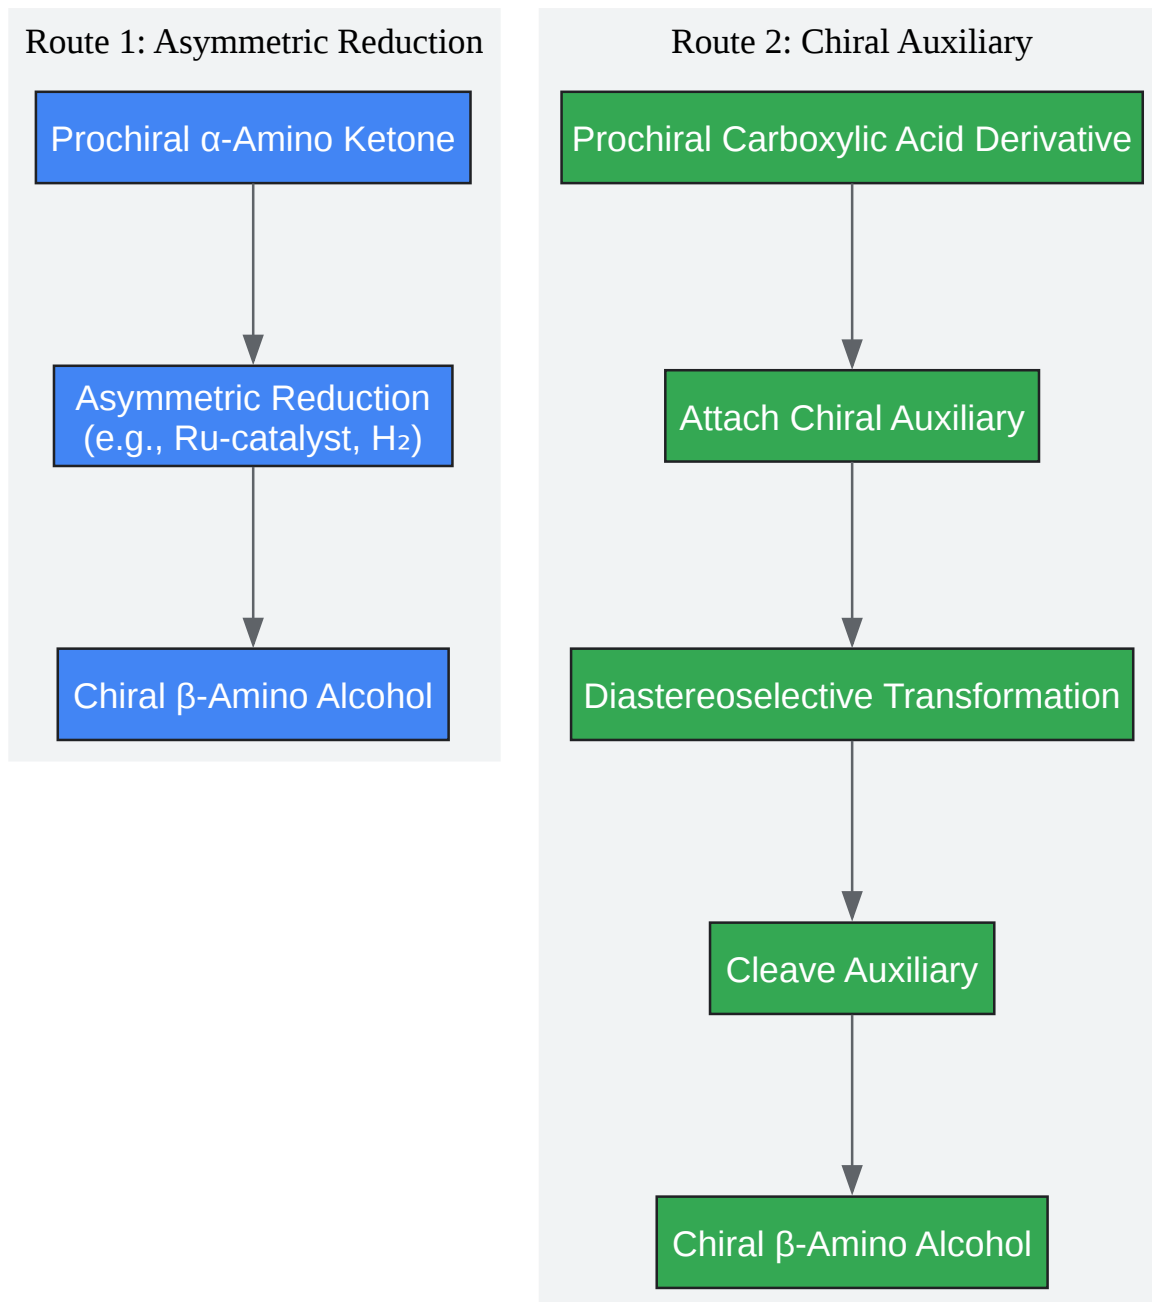 Route 1: Asymmetric Reduction
Prochiral α-Amino Ketone
Asymmetric Reduction
(e.g., Ru-catalyst, H₂)
Chiral β-Amino Alcohol
Route 2: Chiral Auxiliary
Prochiral Carboxylic Acid Derivative
Attach Chiral Auxiliary
Diastereoselective Transformation
Cleave Auxiliary
Chiral β-Amino Alcohol